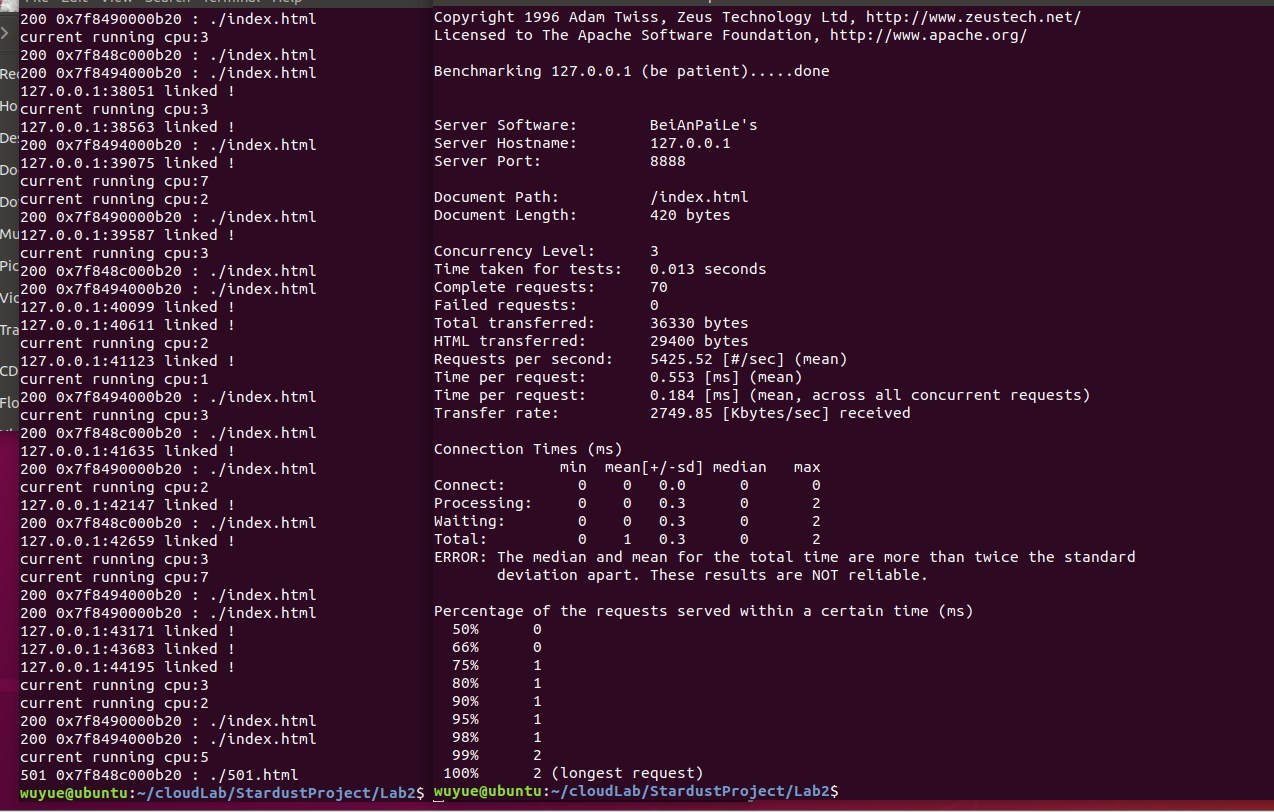 200 0x7f8490000b20 : ./index.html
current running cpu:3
200 0x7f848c000b20 : ./index.html
200 0x7f8494000b20 : ./index.html
127.0.0.1:38051 linked !
current running cpu:3
127.0.0.1:38563 linked !
200 0x7f8494000b20 : ./index.html
127.0.0.1:39075 linked !
current running cpu:7
current running cpu:2
200 0x7f8490000b20 : ./index.html
127.0.0.1:39587 linked !
current running cpu:3
200 0x7f848c000b20 : ./index.html
200 0x7f8494000b20 : ./index.html
127.0.0.1:40099 linked !
127.0.0.1:40611 linked !
current running cpu:2
127.0.0.1:41123 linked !
current running cpu:1
200 0x7f8494000b20 : ./index.html
current running cpu:3
200 0x7f848c000b20 : ./index.html
127.0.0.1:41635 linked !
200 0x7f8490000b20 : ./index.html
current running cpu:2
127.0.0.1:42147 linked !
200 0x7f848c000b20 : ./index.html
127.0.0.1:42659 linked !
current running cpu:3
current running cpu:7
200 0x7f8494000b20 : ./index.html
200 0x7f8490000b20 : ./index.html
127.0.0.1:43171 linked !
127.0.0.1:43683 linked !
127.0.0.1:44195 linked !
current running cpu:3
current running cpu:2
200 0x7f8490000b20 : ./index.html
200 0x7f8494000b20 : ./index.html
current running cpu:5
501 0x7f848c000b20 : ./501.html
wuyue@ubuntu:~/cloudLab/StardustProject/Lab2$
Copyright 1996 Adam Twiss, Zeus Technology Ltd, http://www.zeustech.net/
Licensed to The Apache Software Foundation, http://www.apache.org/
Benchmarking 127.0.0.1 (be patient).....done
Server Software: BeiAnPaiLe's
Server Hostname: 127.0.0.1
Server Port: 8888
Document Path: /index.html
Document Length: 420 bytes
Concurrency Level: 3
Time taken for tests: 0.013 seconds
Complete requests: 70
Failed requests: 0
Total transferred: 36330 bytes
HTML transferred: 29400 bytes
Requests per second: 5425.52 [#/sec] (mean)
Time per request: 0.553 [ms] (mean)
Time per request: 0.184 [ms] (mean, across all concurrent requests)
Transfer rate: 2749.85 [Kbytes/sec] received
Connection Times (ms)
min mean[+/-sd] median max
Connect: 0 0 0.0 0 0
Processing: 0 0 0.3 0 2
Waiting: 0 0 0.3 0 2
Total: 0 1 0.3 0 2
ERROR: The median and mean for the total time are more than twice the standard
deviation apart. These results are NOT reliable.
Percentage of the requests served within a certain time (ms)
50% 0
66% 0
75% 1
80% 1
90% 1
95% 1
98% 1
99% 2
100% 2 (longest request)
wuyue@ubuntu:~/cloudLab/StardustProject/Lab2$